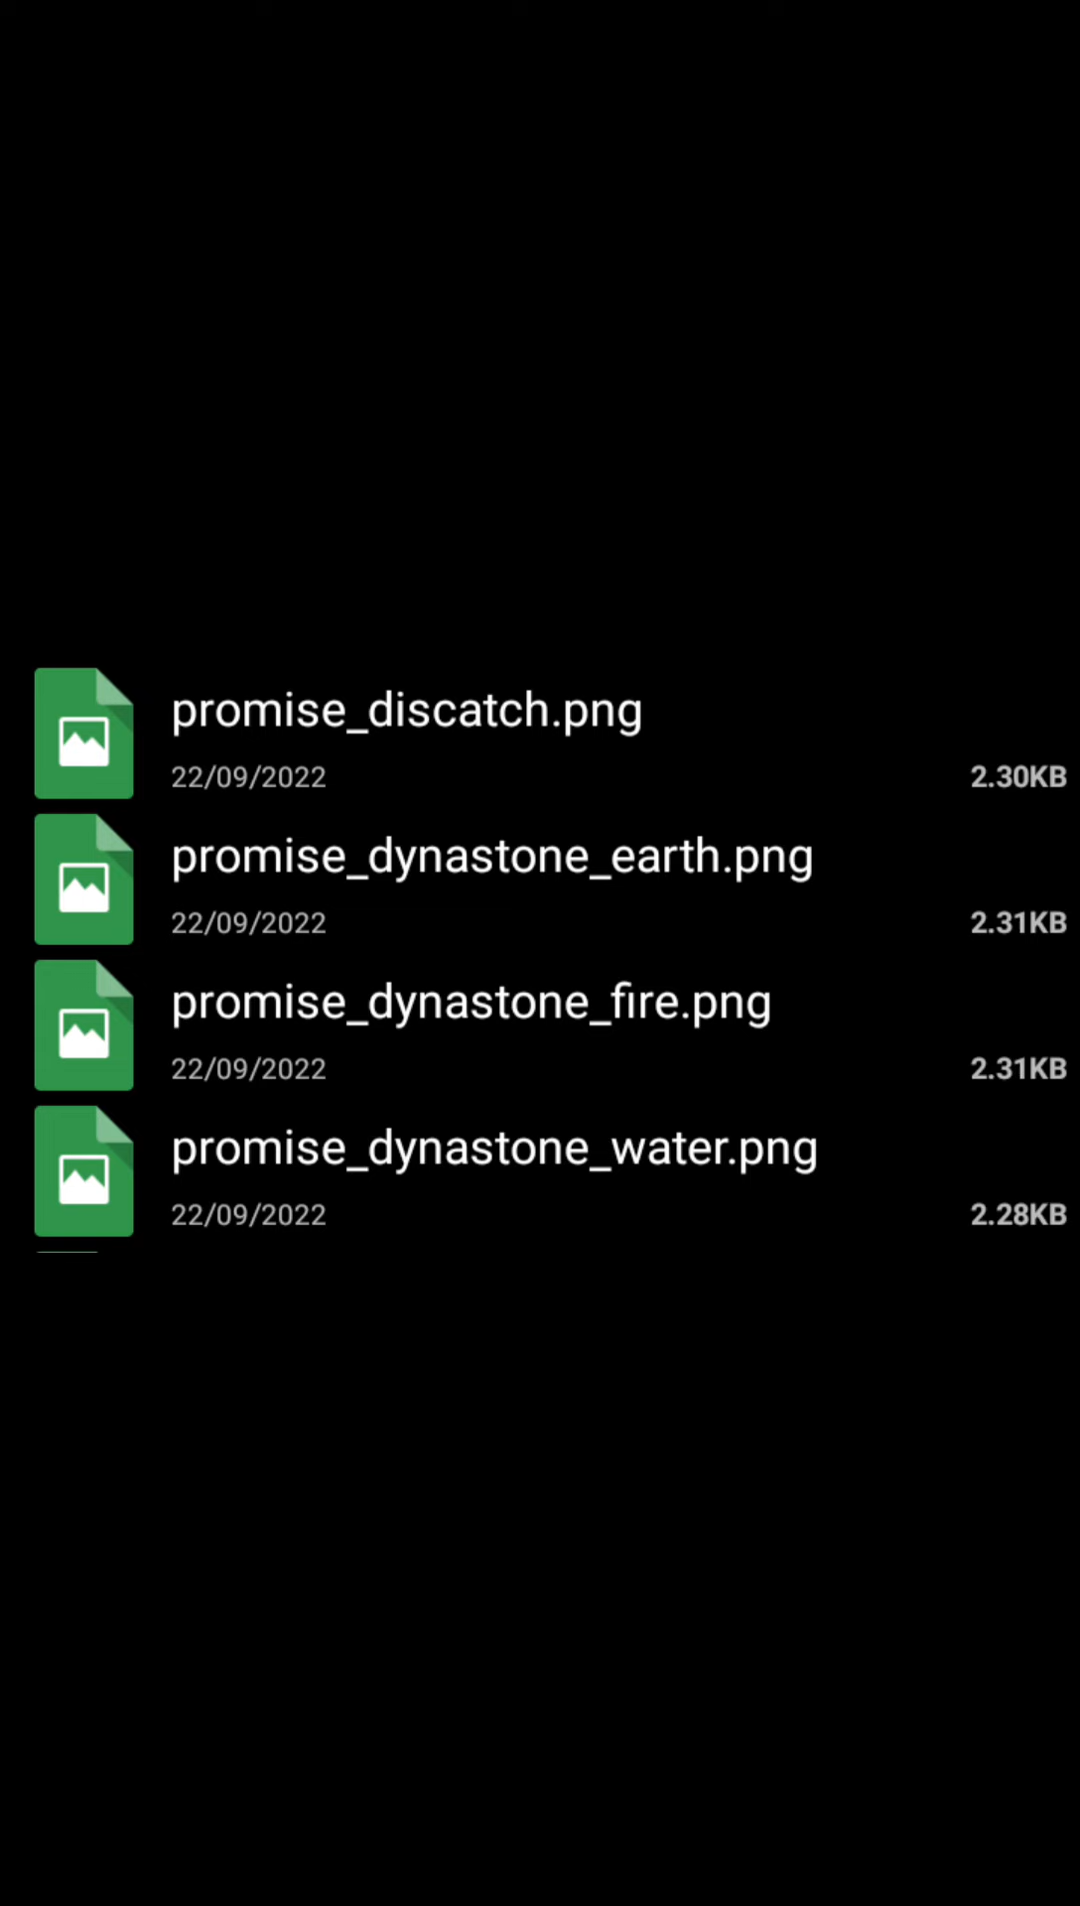 promise_discatch.png
22/09/2022 2.30KB
promise_dynastone_earth.png
22/09/2022 2.31KB
promise_dynastone_fire.png
22/09/2022 2.31KB
promise_dynastone_water.png
22/09/2022 2.28KB